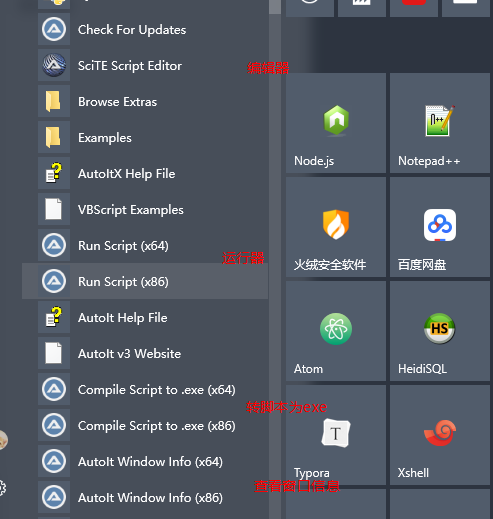 Check For Updates
SciTE Script Editor
编辑器
Browse Extras
Examples
AutoItX Help File
VBScript Examples
Run Script (x64)
运行器
Run Script (x86)
AutoIt Help File
AutoIt v3 Website
Compile Script to .exe (x64)
转脚本为exe
Compile Script to .exe (x86)
AutoIt Window Info (x64)
查看窗口信息
AutoIt Window Info (x86)
Node.js
Notepad++
火绒安全软件
百度网盘
Atom
HS
HeidiSQL
T
Typora
Xshell